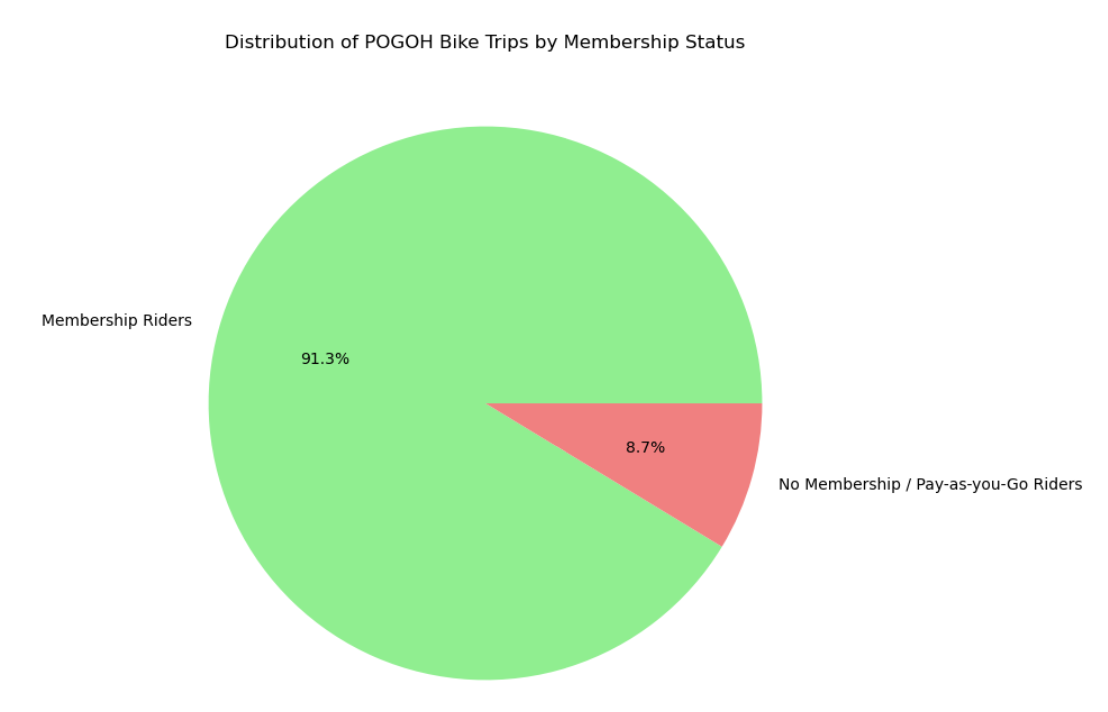 Distribution of POGOH Bike Trips by Membership Status
Membership Riders
91.3%
8.7%
No Membership / Pay-as-you-Go Riders